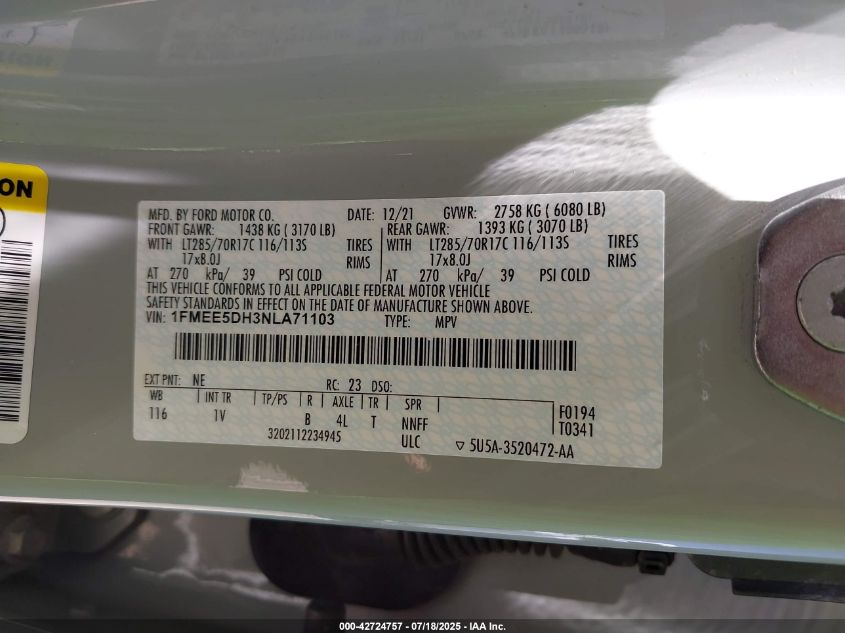 ON
MFD. BY FORD MOTOR CO. DATE: 12/21 GVWR: 2758 KG ( 6080 LB)
FRONT GAWR: 1438 KG ( 3170 LB) REAR GAWR: 1393 KG ( 3070 LB)
WITH LT285/70R17C 116/113S TIRES WITH LT285/70R17C 116/113S TIRES
17x8.0J RIMS 17x8.0J RIMS
AT 270 kPa/ 39 PSI COLD AT 270 kPa/ 39 PSI COLD
THIS VEHICLE CONFORMS TO ALL APPLICABLE FEDERAL MOTOR VEHICLE
SAFETY STANDARDS IN EFFECT ON THE DATE OF MANUFACTURE SHOWN ABOVE.
VIN: 1FMEE5DH3NLA71103 TYPE: MPV
EXT PNT: NE RC: 23 DSO:
WB INT TR TP/PS R AXLE TR SPR F0194
116 1V B 4L T NNFF T0341
3202112234945 ULC ▽ 5U5A-3520472-AA
000-42724757 - 07/18/2025 - IAA Inc.